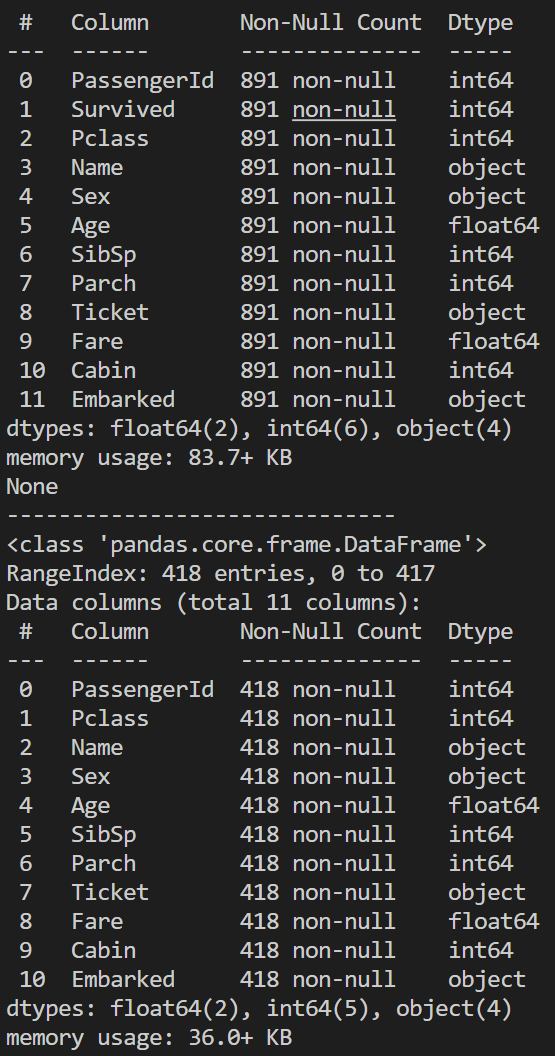 #   Column       Non-Null Count  Dtype
---  ------       --------------  -----
 0   PassengerId  891 non-null    int64
 1   Survived     891 non-null    int64
 2   Pclass       891 non-null    int64
 3   Name         891 non-null    object
 4   Sex          891 non-null    object
 5   Age          891 non-null    float64
 6   SibSp        891 non-null    int64
 7   Parch        891 non-null    int64
 8   Ticket       891 non-null    object
 9   Fare         891 non-null    float64
 10  Cabin        891 non-null    int64
 11  Embarked     891 non-null    object
dtypes: float64(2), int64(6), object(4)
memory usage: 83.7+ KB
None
------------------------------
<class 'pandas.core.frame.DataFrame'>
RangeIndex: 418 entries, 0 to 417
Data columns (total 11 columns):
 #   Column       Non-Null Count  Dtype
---  ------       --------------  -----
 0   PassengerId  418 non-null    int64
 1   Pclass       418 non-null    int64
 2   Name         418 non-null    object
 3   Sex          418 non-null    object
 4   Age          418 non-null    float64
 5   SibSp        418 non-null    int64
 6   Parch        418 non-null    int64
 7   Ticket       418 non-null    object
 8   Fare         418 non-null    float64
 9   Cabin        418 non-null    int64
 10  Embarked     418 non-null    object
dtypes: float64(2), int64(5), object(4)
memory usage: 36.0+ KB